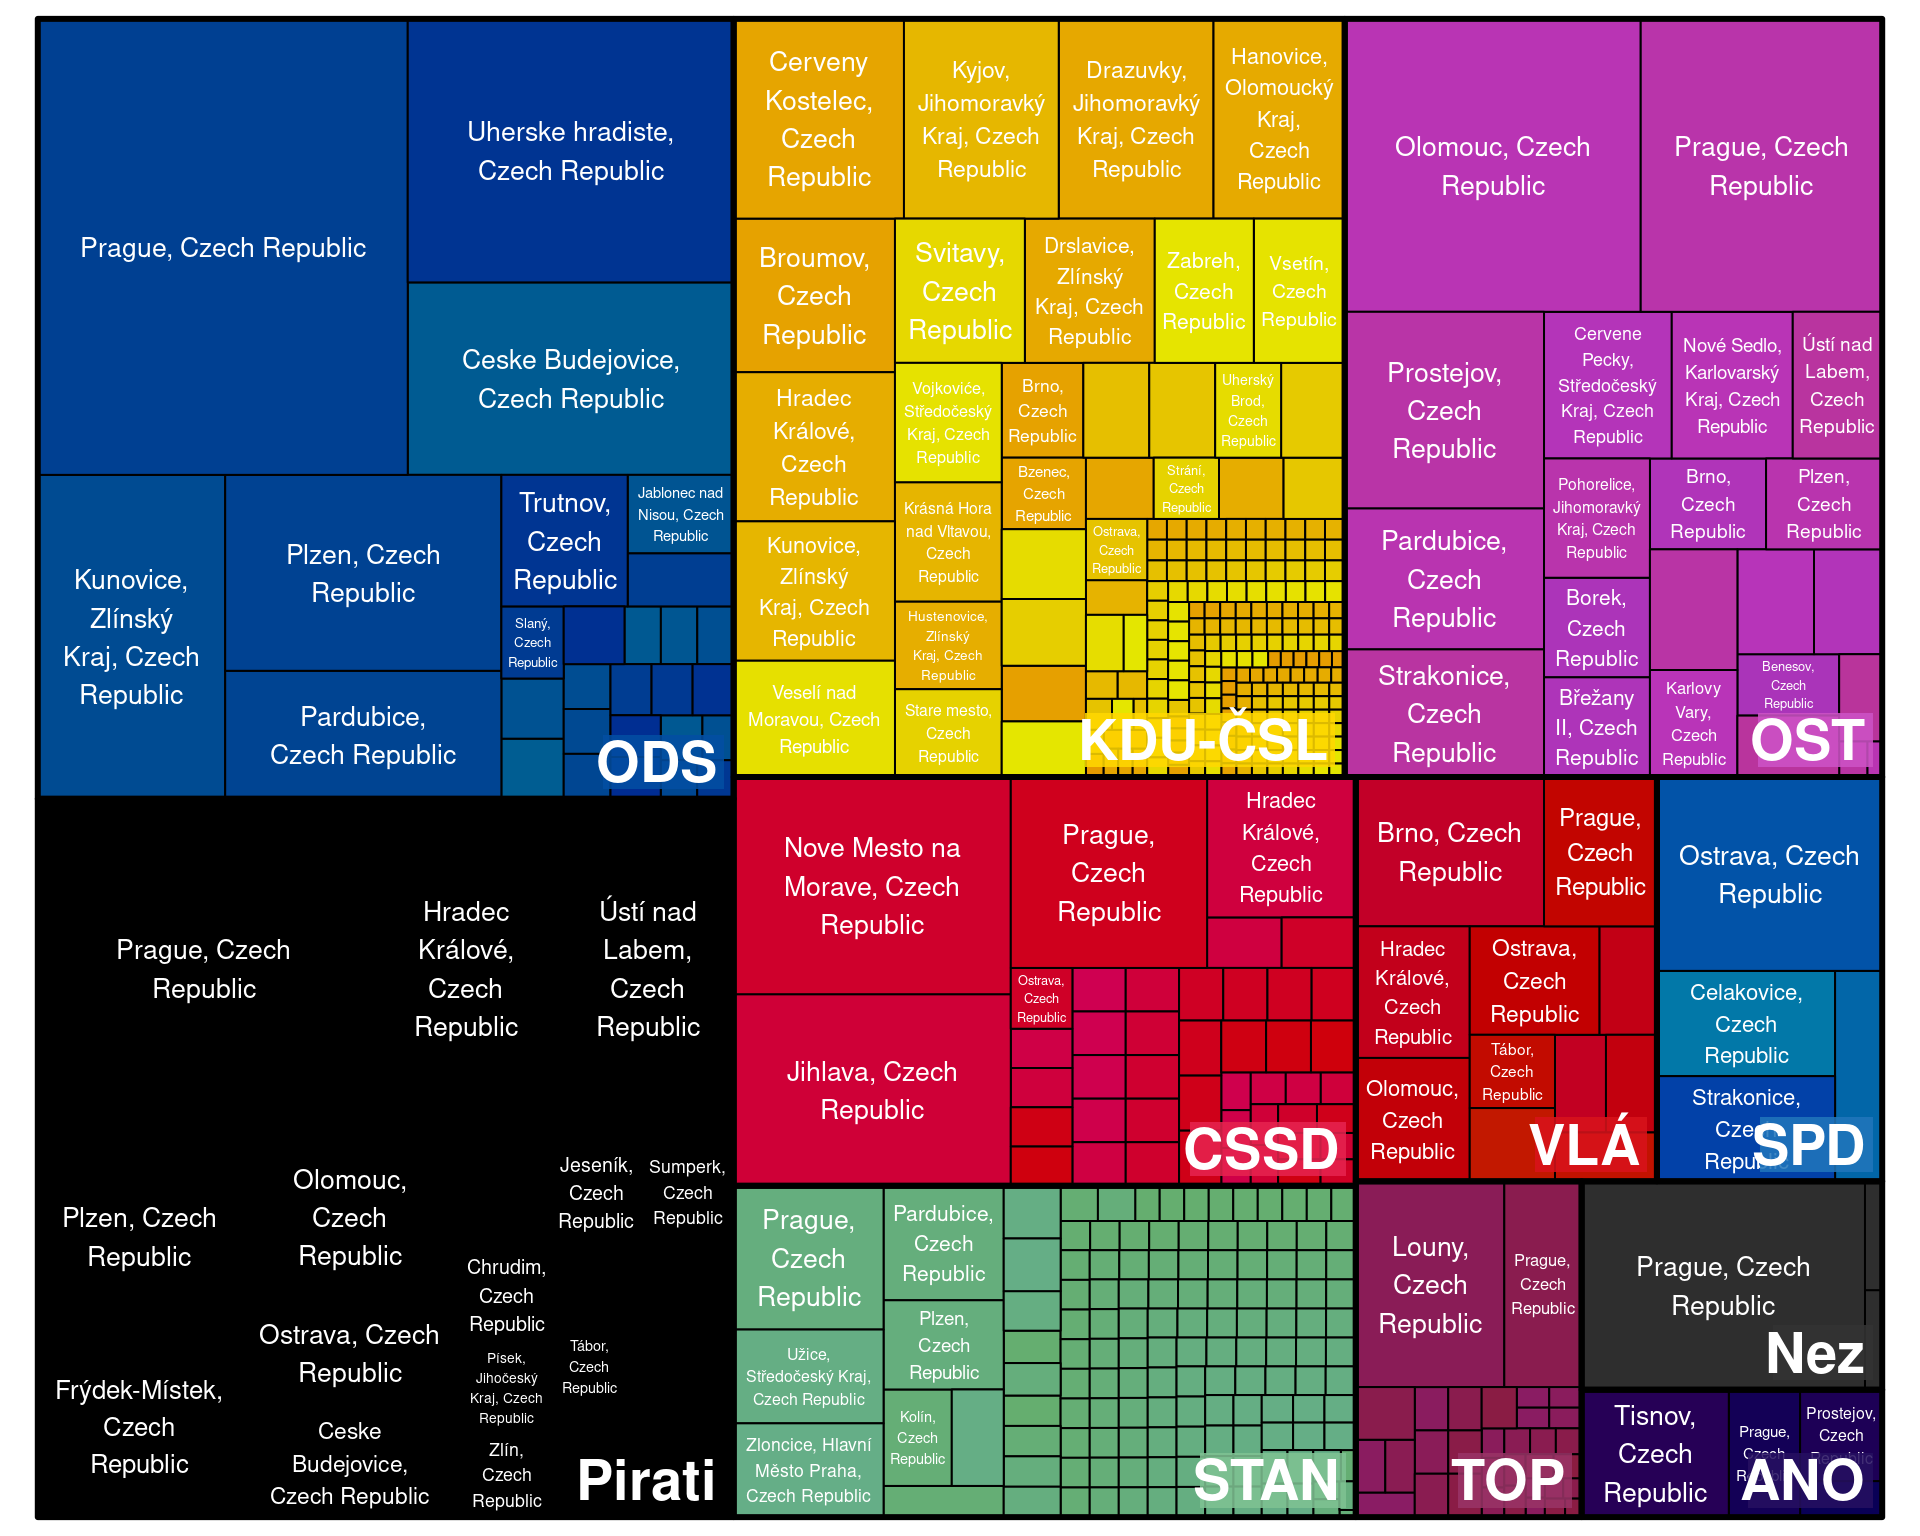 Prague, Czech Republic
Uherske hradiste,
Czech Republic
Ceske Budejovice,
Czech Republic
Kunovice,
Zlínský
Kraj, Czech
Republic
Plzen, Czech
Republic
Pardubice,
Czech Republic
Trutnov,
Czech
Republic
Jablonec nad
Nisou, Czech
Republic
Slaný,
Czech
Republic
ODS
Cerveny
Kostelec,
Czech
Republic
Kyjov,
Jihomoravký
Kraj, Czech
Republic
Drazuvky,
Jihomoravký
Kraj, Czech
Republic
Hanovice,
Olomoucký
Kraj,
Czech
Republic
Broumov,
Czech
Republic
Svitavy,
Czech
Republic
Drslavice,
Zlínský
Kraj, Czech
Republic
Zabreh,
Czech
Republic
Vsetín,
Czech
Republic
Hradec
Králové,
Czech
Republic
Vojkoviće,
Středočeský
Kraj, Czech
Republic
Brno,
Czech
Republic
Uherský
Brod,
Czech
Republic
Bzenec,
Czech
Republic
Strání,
Czech
Republic
Krásná Hora
nad Vltavou,
Czech
Republic
Ostrava,
Czech
Republic
Kunovice,
Zlínský
Kraj, Czech
Republic
Hustenovice,
Zlínský
Kraj, Czech
Republic
Veselí nad
Moravou, Czech
Republic
Stare mesto,
Czech
Republic
KDU-ČSL
Olomouc, Czech
Republic
Prague, Czech
Republic
Prostejov,
Czech
Republic
Cervene
Pecky,
Středočeský
Kraj, Czech
Republic
Nové Sedlo,
Karlovarský
Kraj, Czech
Republic
Ústí nad
Labem,
Czech
Republic
Pohorelice,
Jihomoravký
Kraj, Czech
Republic
Brno,
Czech
Republic
Plzen,
Czech
Republic
Pardubice,
Czech
Republic
Borek,
Czech
Republic
Strakonice,
Czech
Republic
Břežany
II, Czech
Republic
Karlovy
Vary,
Czech
Republic
Benesov,
Czech
Republic
OST
Prague, Czech
Republic
Hradec
Králové,
Czech
Republic
Ústí nad
Labem,
Czech
Republic
Plzen, Czech
Republic
Olomouc,
Czech
Republic
Jeseník,
Czech
Republic
Sumperk,
Czech
Republic
Chrudim,
Czech
Republic
Frýdek-Místek,
Czech
Republic
Ostrava, Czech
Republic
Písek,
Jihočeský
Kraj, Czech
Republic
Tábor,
Czech
Republic
Ceske
Budejovice,
Czech Republic
Zlín,
Czech
Republic
Pirati
Nove Mesto na
Morave, Czech
Republic
Prague,
Czech
Republic
Hradec
Králové,
Czech
Republic
Ostrava,
Czech
Republic
Jihlava, Czech
Republic
CSSD
Brno, Czech
Republic
Prague,
Czech
Republic
Hradec
Králové,
Czech
Republic
Ostrava,
Czech
Republic
Olomouc,
Czech
Republic
Tábor,
Czech
Republic
VLÁ
Ostrava, Czech
Republic
Celakovice,
Czech
Republic
Strakonice,
Czech
Republic
SPD
Prague,
Czech
Republic
Pardubice,
Czech
Republic
Užice,
Středočeský Kraj,
Czech Republic
Plzen,
Czech
Republic
Zloncice, Hlavní
Město Praha,
Czech Republic
Kolín,
Czech
Republic
STAN
Louny,
Czech
Republic
Prague,
Czech
Republic
TOP
Prague, Czech
Republic
Nez
Tisnov,
Czech
Republic
Prague,
Czech
Republic
Prostejov,
Czech
Republic
ANO